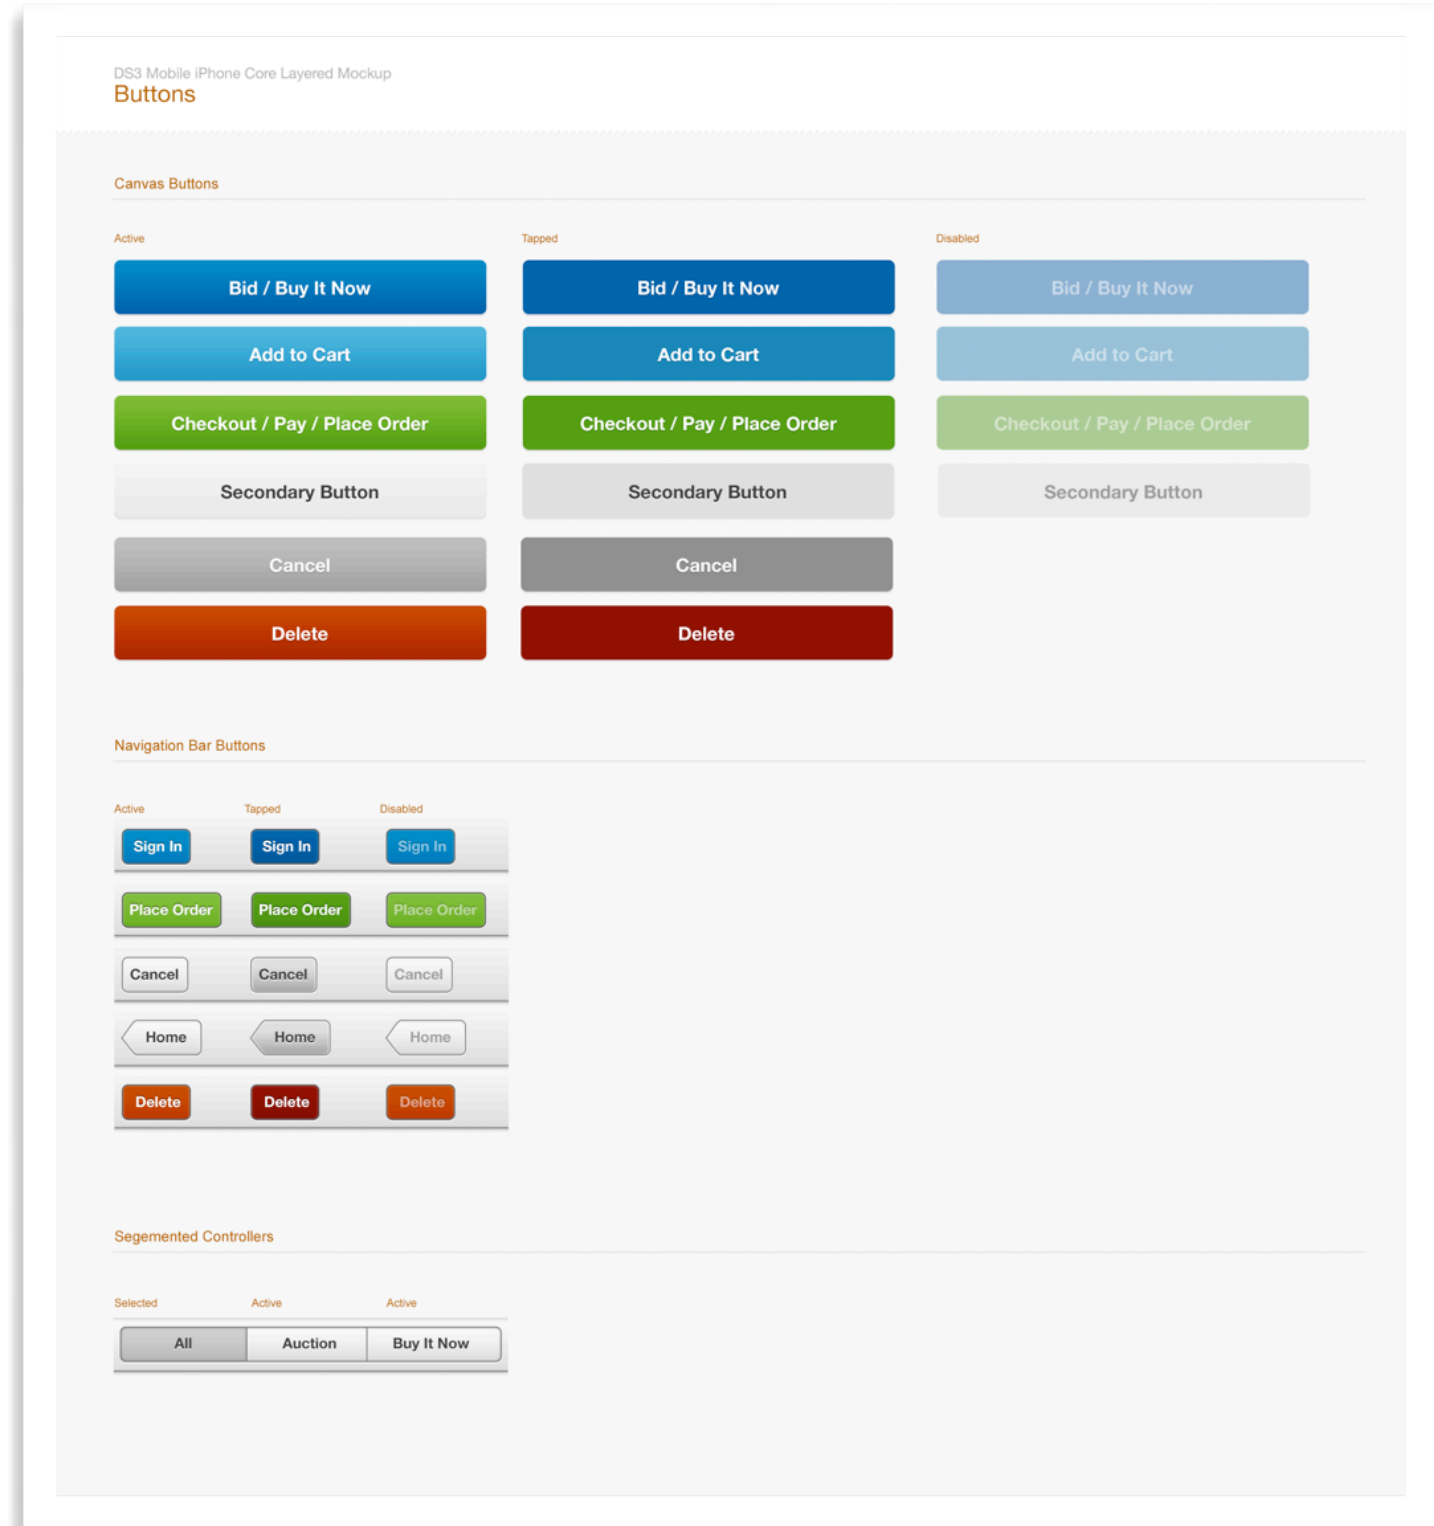 DS3 Mobile iPhone Core Layered Mockup
Buttons
Canvas Buttons
Active Tapped Disabled
Bid / Buy It Now Bid / Buy It Now Bid / Buy It Now
Add to Cart Add to Cart Add to Cart
Checkout / Pay / Place Order Checkout / Pay / Place Order Checkout / Pay / Place Order
Secondary Button Secondary Button Secondary Button
Cancel Cancel
Delete Delete
Navigation Bar Buttons
Active Tapped Disabled
Sign In Sign In Sign In
Place Order Place Order Place Order
Cancel Cancel Cancel
Home Home Home
Delete Delete Delete
Segemented Controllers
Selected Active Active
All Auction Buy It Now